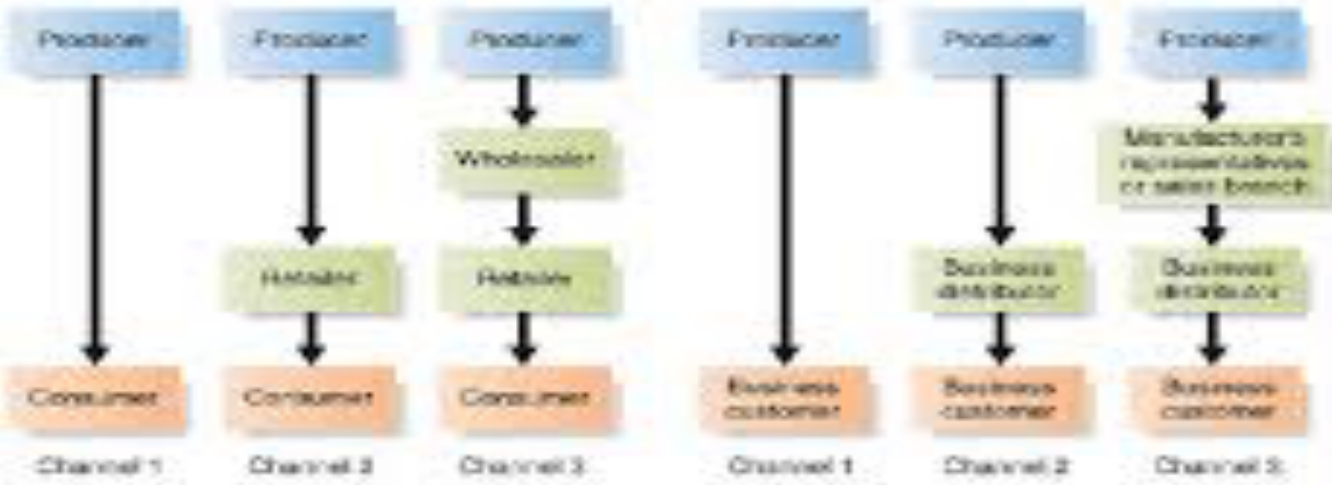 Producer
Producer
Producer
Producer
Producer
Producer
Wholesaler
Manufacturer's
representatives
or sales branch
Retailer
Retailer
Business
distributor
Business
distributor
Consumer
Consumer
Consumer
Business
customer
Business
customer
Business
customer
Channel 1
Channel 2
Channel 3
Channel 1
Channel 2
Channel 3